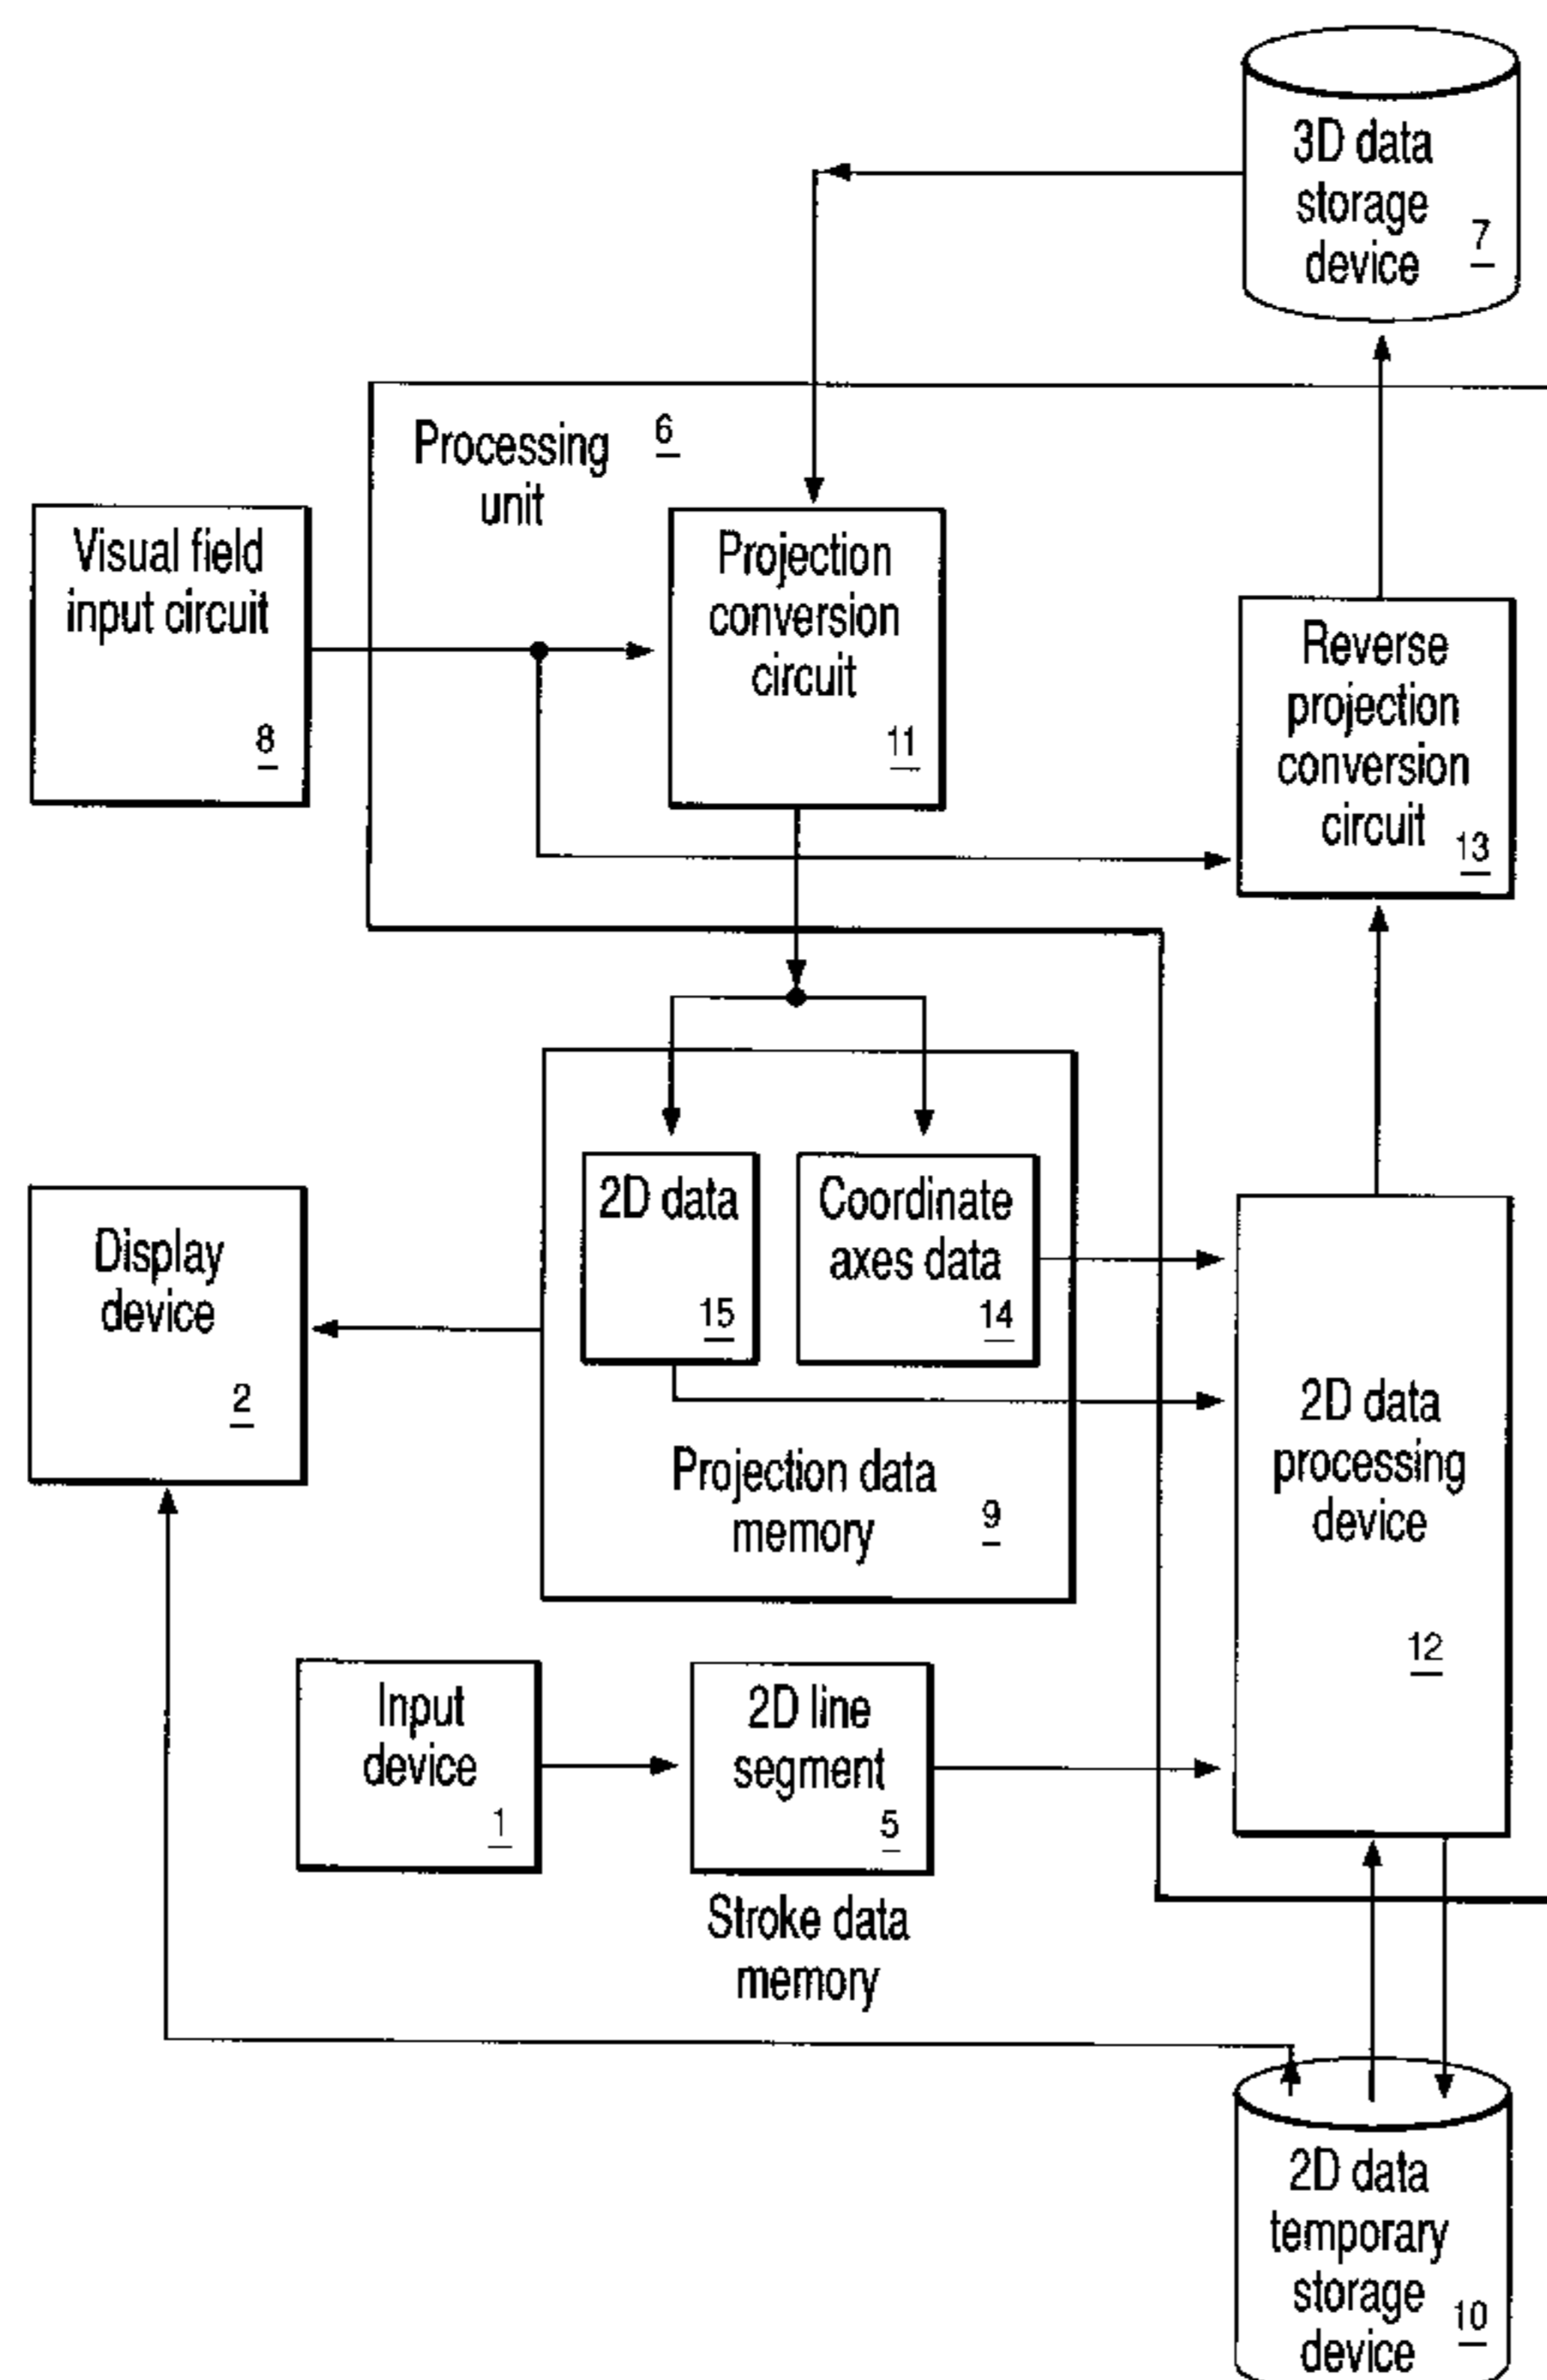 3D data
storage
device
7
Processing
unit
6
Visual field
input circuit
8
Projection
conversion
circuit
11
Reverse
projection
conversion
circuit
13
2D data
15
Coordinate
axes data
14
Display
device
2
Projection data
memory
9
2D data
processing
device
12
Input
device
1
2D line
segment
5
Stroke data
memory
2D data
temporary
storage
device
10